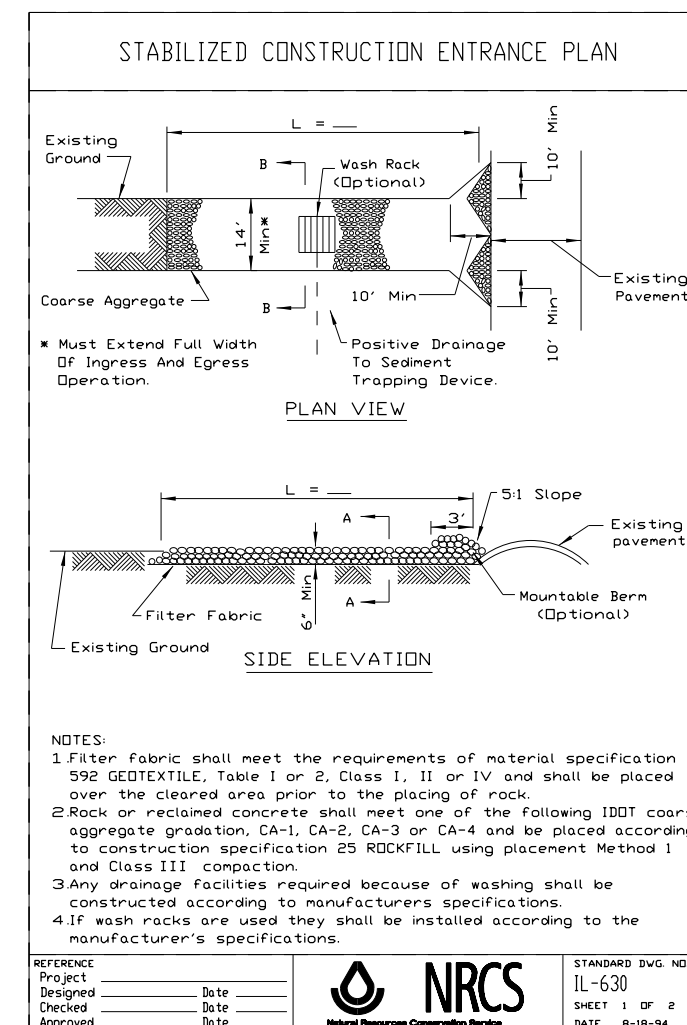 STABILIZED CONSTRUCTION ENTRANCE PLAN
L = __
Existing
Ground
B
Wash Rack
(Optional)
10' Min
14'
Min*
Coarse Aggregate
B
10' Min
Existing
Pavement
10' Min
* Must Extend Full Width
Of Ingress And Egress
Operation.
Positive Drainage
To Sediment
Trapping Device.
PLAN VIEW
L = __
5:1 Slope
A
3'
Existing
pavement
6" Min
A
Filter Fabric
Mountable Berm
(Optional)
Existing Ground
SIDE ELEVATION
NOTES:
1.Filter fabric shall meet the requirements of material specification
592 GEOTEXTILE, Table I or 2, Class I, II or IV and shall be placed
over the cleared area prior to the placing of rock.
2.Rock or reclaimed concrete shall meet one of the following IDOT coars
aggregate gradation, CA-1, CA-2, CA-3 or CA-4 and be placed according
to construction specification 25 ROCKFILL using placement Method 1
and Class III compaction.
3.Any drainage facilities required because of washing shall be
constructed according to manufacturers specifications.
4.If wash racks are used they shall be installed according to the
manufacturer's specifications.
REFERENCE
Project
Designed Date
Checked Date
Approved Date
NRCS
Natural Resources Conservation Service
STANDARD DWG. NO.
IL-630
SHEET 1 OF 2
DATE 8-18-94